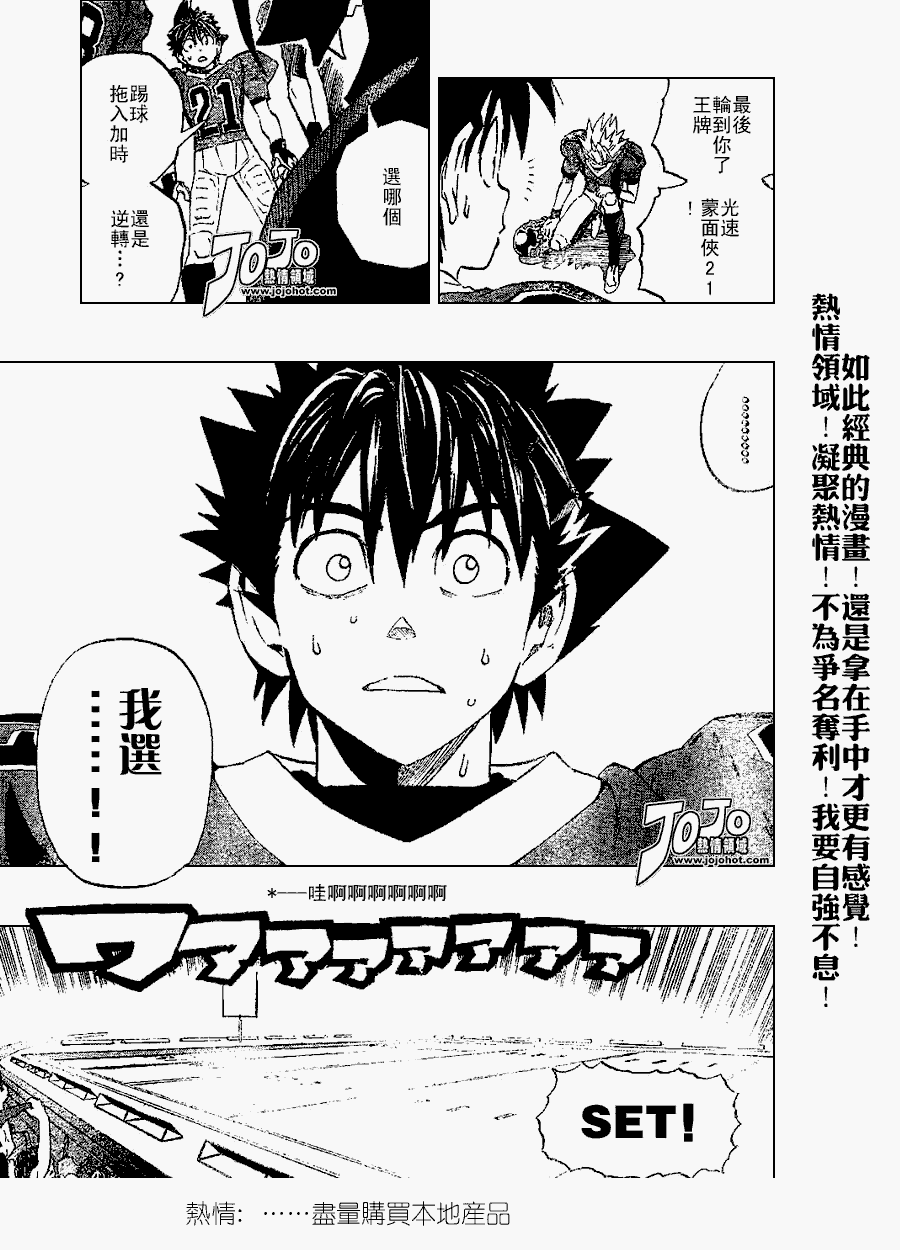 最後
輪到你了
王牌
光速
蒙面俠21
!
選哪個
踢球
拖入加時
還是
逆轉…?
21
JOJO
熱情領域
www.jojohot.com
………
我選
………!!
JOJO
熱情領域
www.jojohot.com
*---哇啊啊啊啊啊啊
ワァァァァァァァ
SET!
如此經典的漫畫!還是拿在手中才更有感覺!
熱情領域!凝聚熱情!不為爭名奪利!我要自強不息!
熱情: ……盡量購買本地産品